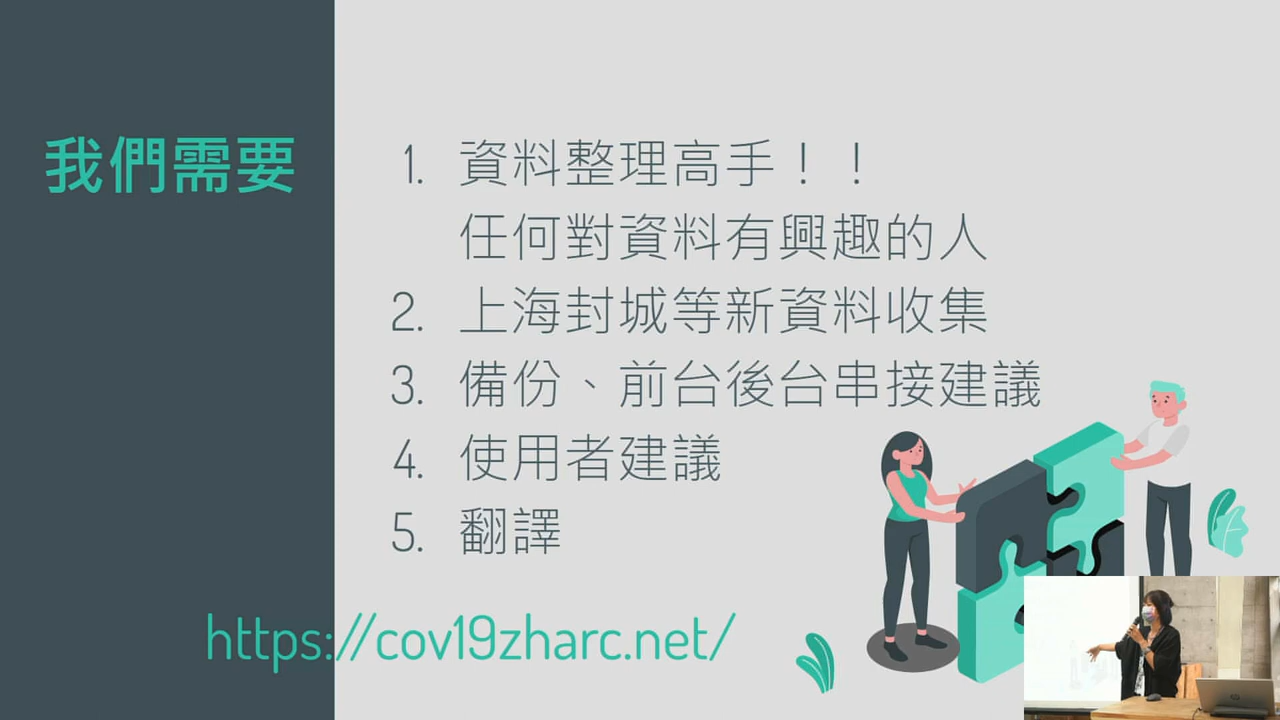 我們需要
1. 資料整理高手！！
任何對資料有興趣的人
2. 上海封城等新資料收集
3. 備份、前台後台串接建議
4. 使用者建議
5. 翻譯
https://cov19zharc.net/